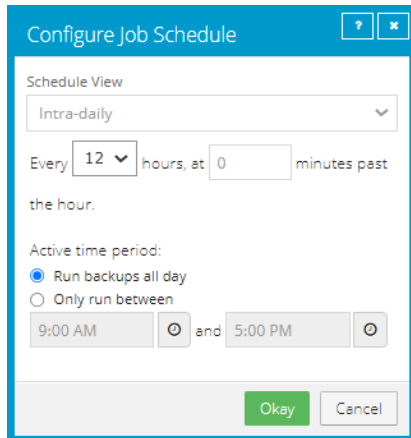 Configure Job Schedule ? ×
Schedule View
Intra-daily
Every 12 hours, at 0 minutes past
the hour.
Active time period:
Run backups all day
Only run between
9:00 AM and 5:00 PM
Okay Cancel